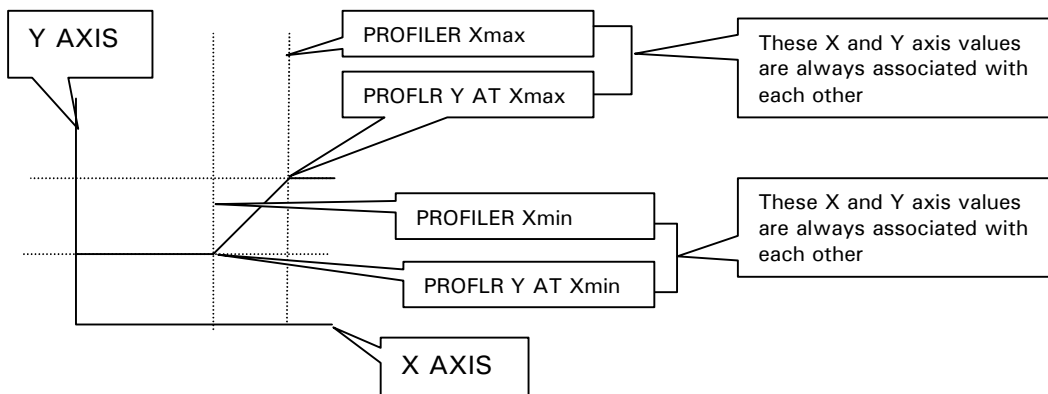 Y AXIS
PROFILER Xmax
PROFLR Y AT Xmax
These X and Y axis values
are always associated with
each other
PROFILER Xmin
PROFLR Y AT Xmin
These X and Y axis values
are always associated with
each other
X AXIS